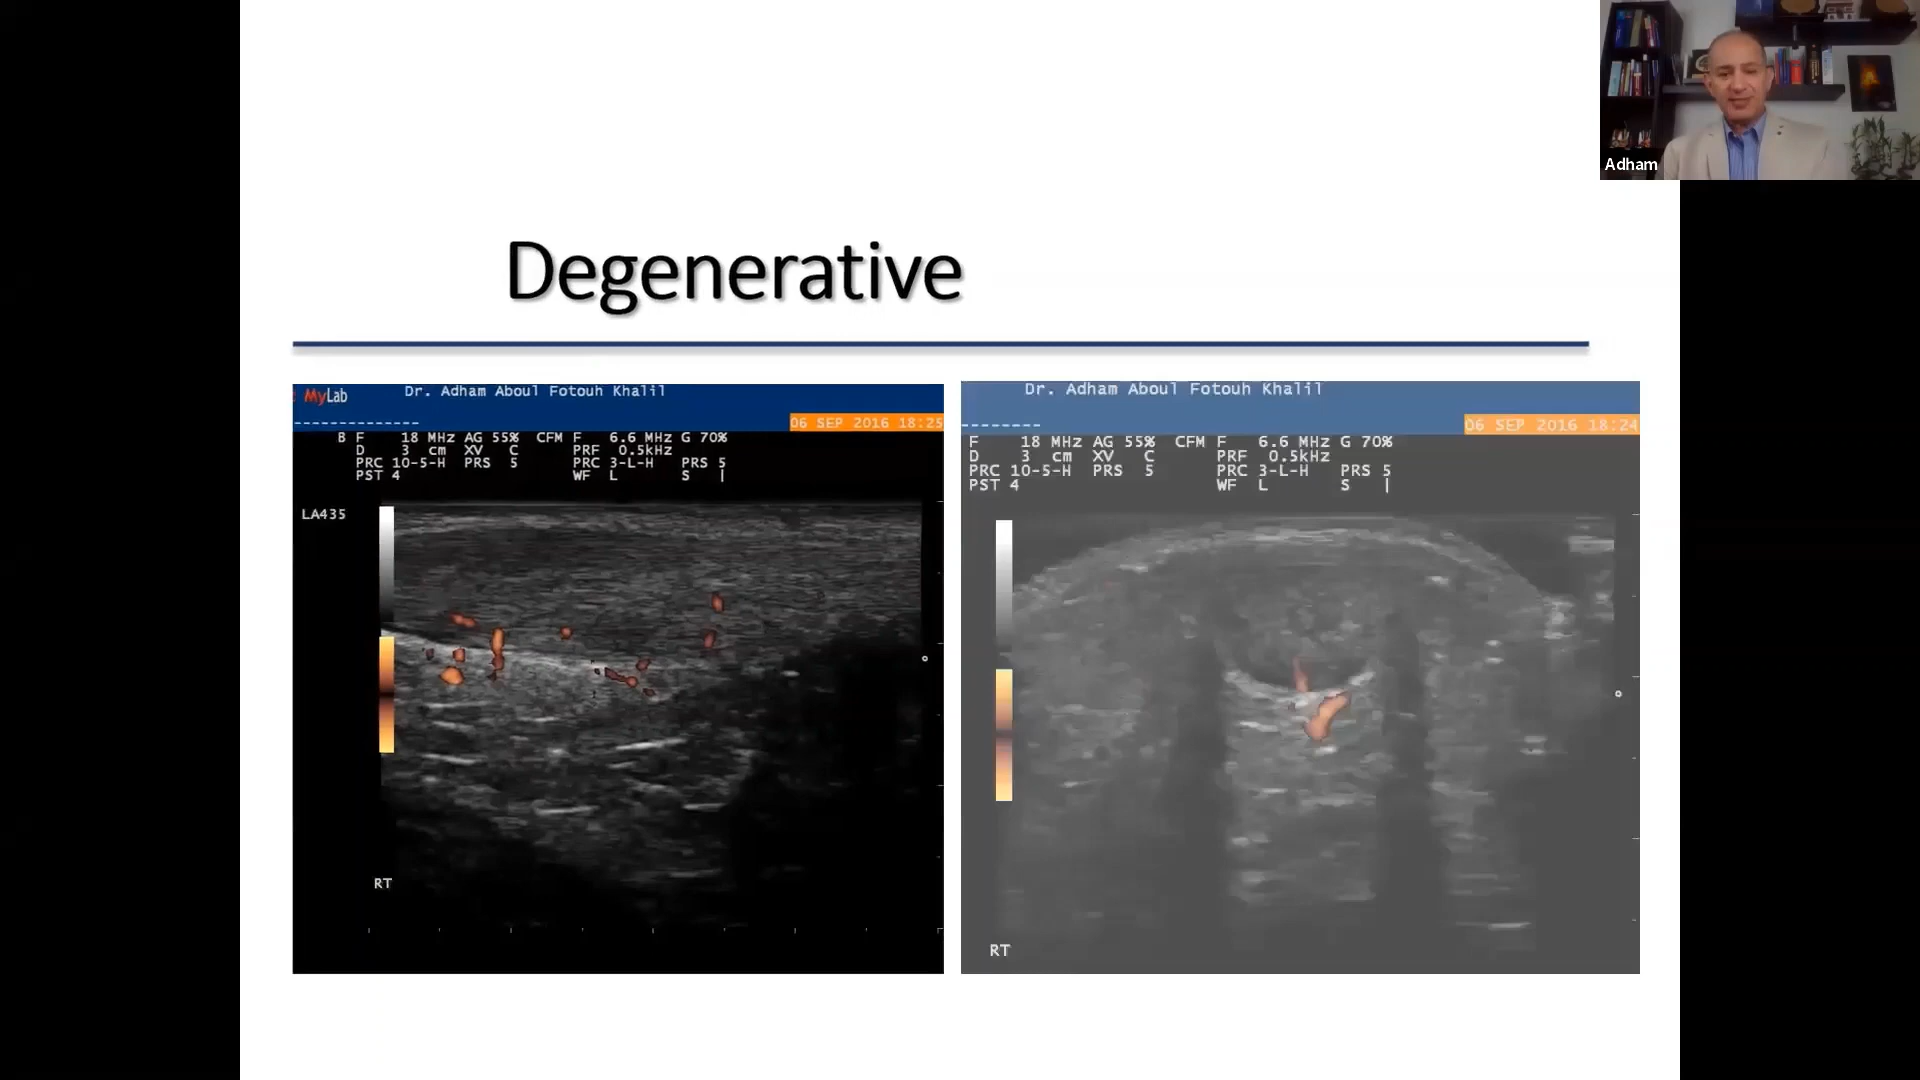 Adham
Degenerative
MyLab
Dr. Adham Aboul Fotouh Khalil
06 SEP 2016 18:25
B F 18 MHz AG 55% CFM F 6.6 MHz G 70%
D 3 cm XV C PRF 0.5kHz
PRC 10-5-H PRS 5 PRC 3-L-H PRS 5
PST 4 WF L S |
LA435
RT
Dr. Adham Aboul Fotouh Khalil
06 SEP 2016 18:24
F 18 MHz AG 55% CFM F 6.6 MHz G 70%
D 3 cm XV C PRF 0.5kHz
PRC 10-5-H PRS 5 PRC 3-L-H PRS 5
PST 4 WF L S |
RT